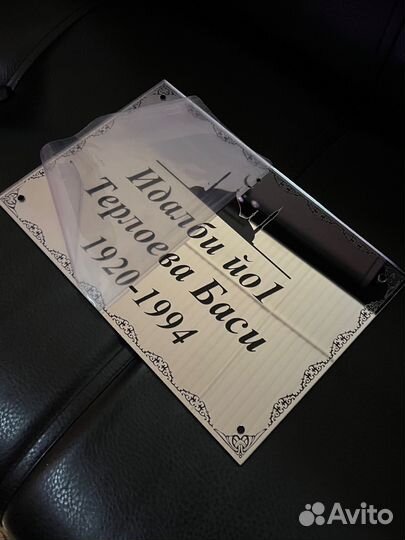 Идалби йо1
Терлоева Баси
1920-1994
Avito